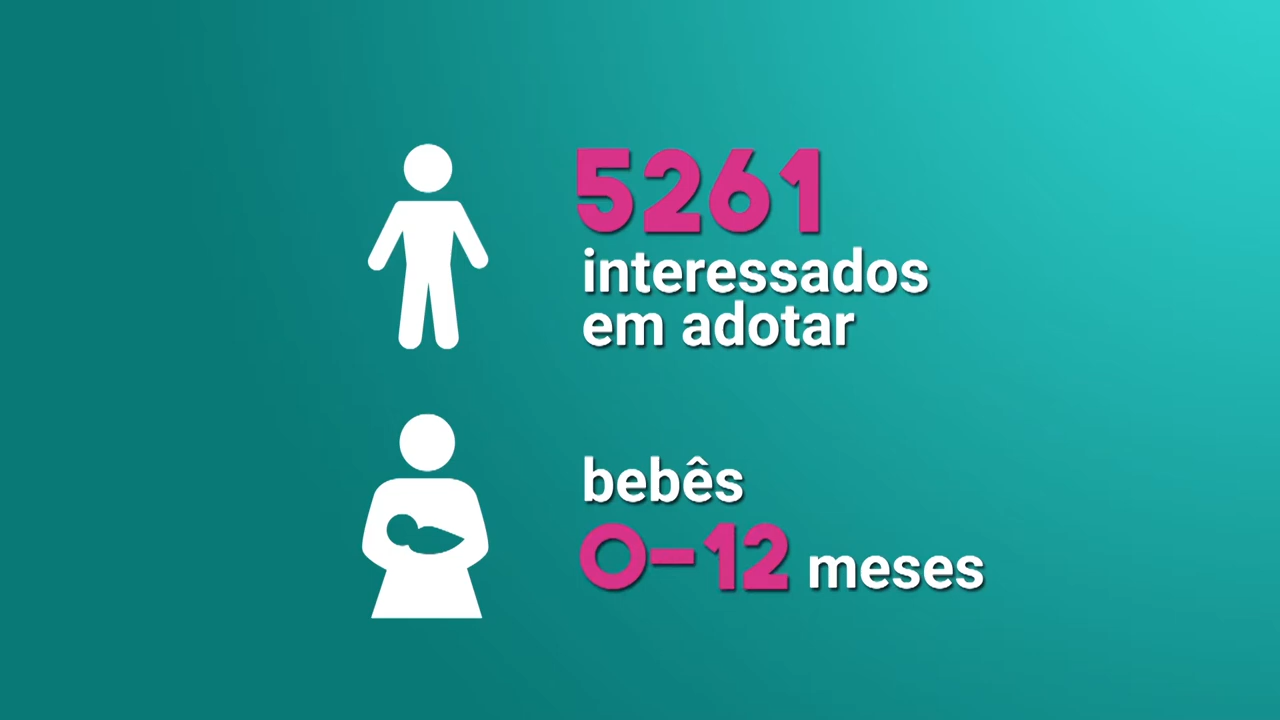 5261
interessados
em adotar
bebês
0-12 meses